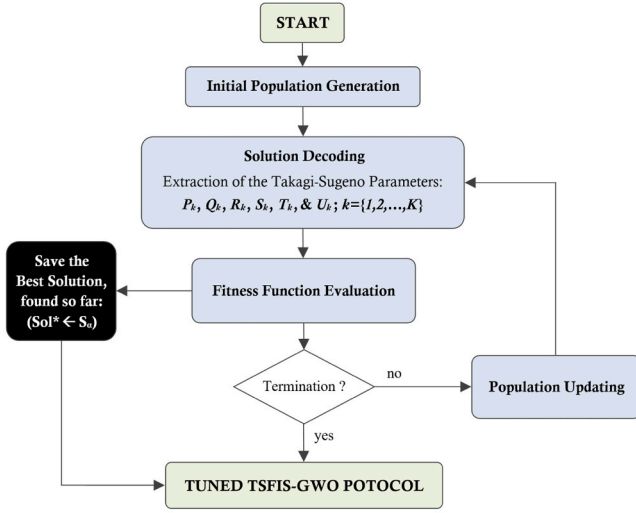 START
Initial Population Generation
Solution Decoding
Extraction of the Takagi-Sugeno Parameters:
Pₖ, Qₖ, Rₖ, Sₖ, Tₖ, & Uₖ; k={1,2,…,K}
Save the
Best Solution,
found so far:
(Sol* ← Sα)
Fitness Function Evaluation
Termination ?
no
Population Updating
yes
TUNED TSFIS-GWO POTOCOL